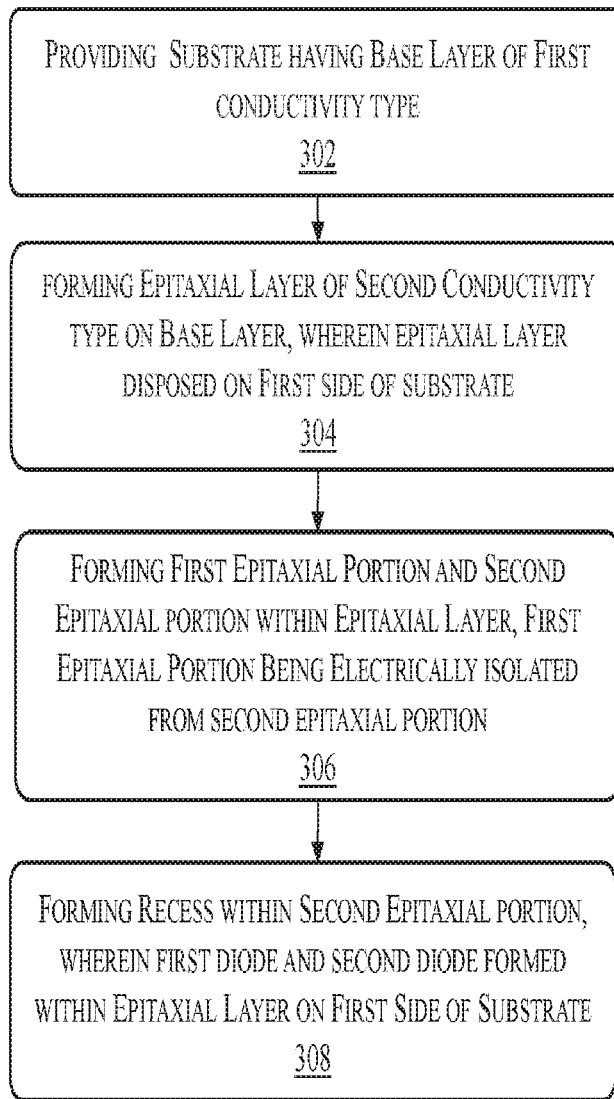 PROVIDING SUBSTRATE HAVING BASE LAYER OF FIRST
CONDUCTIVITY TYPE
302
FORMING EPITAXIAL LAYER OF SECOND CONDUCTIVITY
TYPE ON BASE LAYER, WHEREIN EPITAXIAL LAYER
DISPOSED ON FIRST SIDE OF SUBSTRATE
304
FORMING FIRST EPITAXIAL PORTION AND SECOND
EPITAXIAL PORTION WITHIN EPITAXIAL LAYER, FIRST
EPITAXIAL PORTION BEING ELECTRICALLY ISOLATED
FROM SECOND EPITAXIAL PORTION
306
FORMING RECESS WITHIN SECOND EPITAXIAL PORTION,
WHEREIN FIRST DIODE AND SECOND DIODE FORMED
WITHIN EPITAXIAL LAYER ON FIRST SIDE OF SUBSTRATE
308